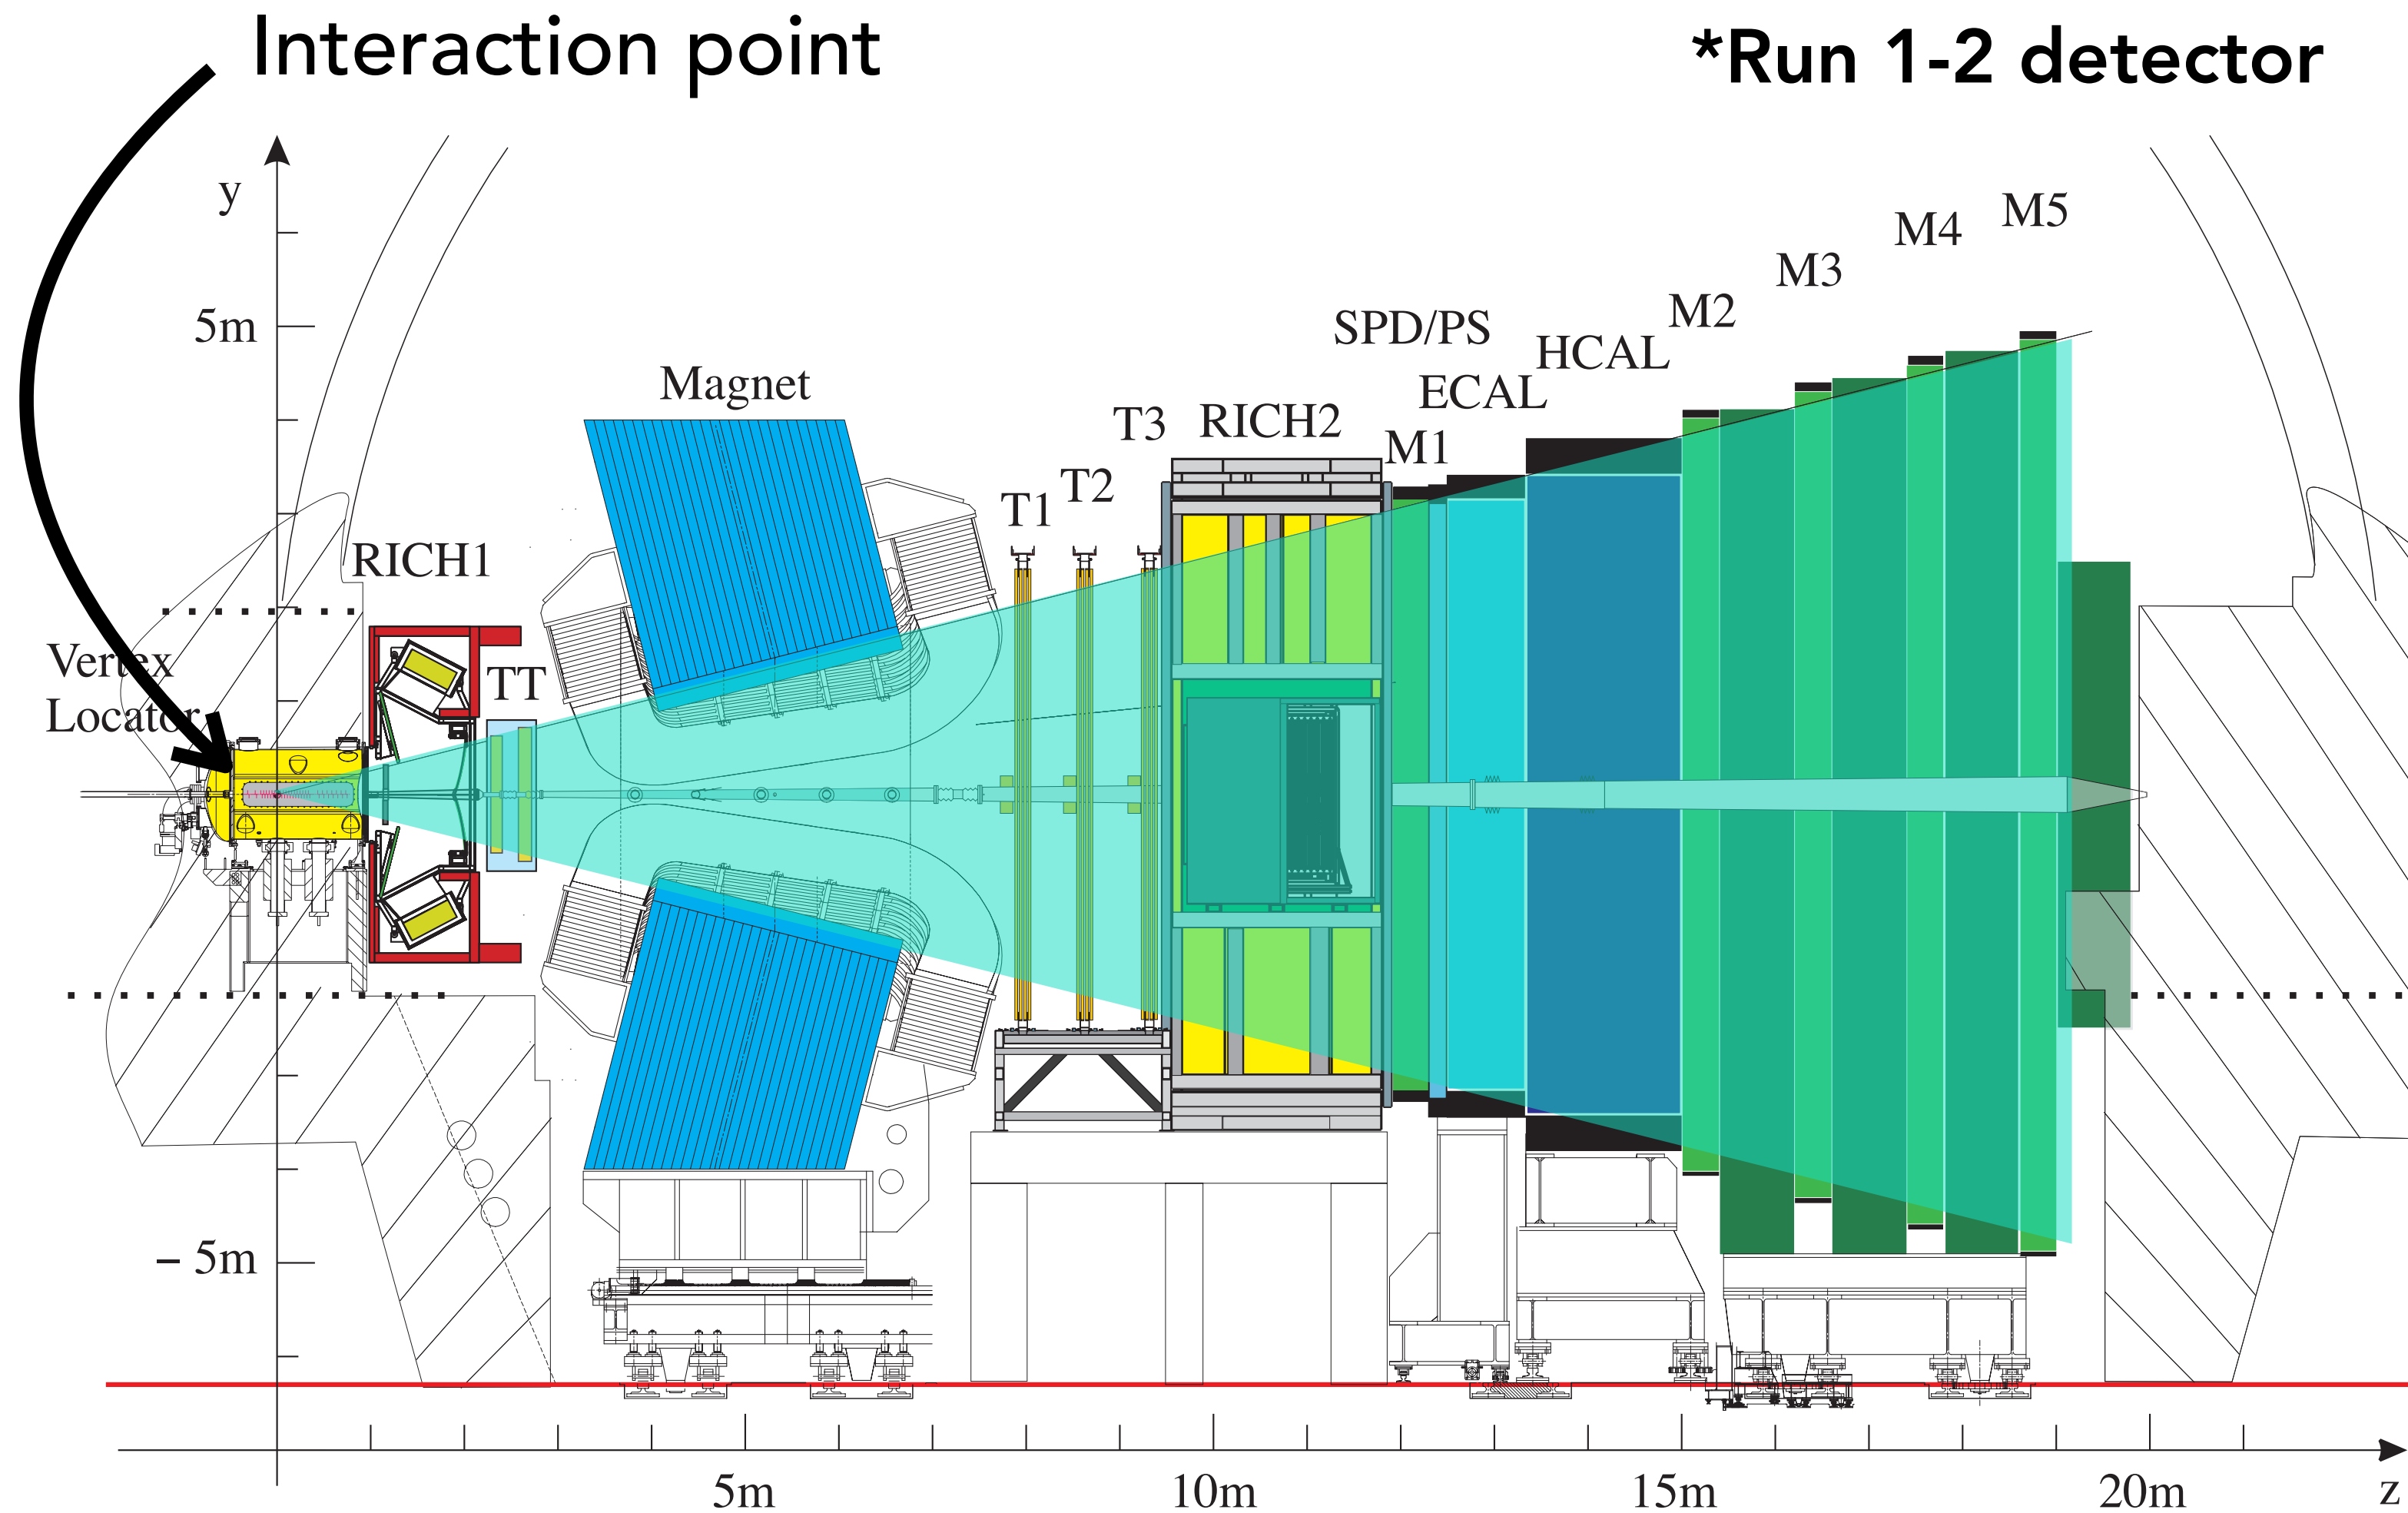 Interaction point
*Run 1-2 detector
y
5m
Magnet
SPD/PS
ECAL
HCAL
M1
M2
M3
M4
M5
T3
RICH2
T2
T1
RICH1
Vertex
Locator
TT
– 5m
5m
10m
15m
20m
z